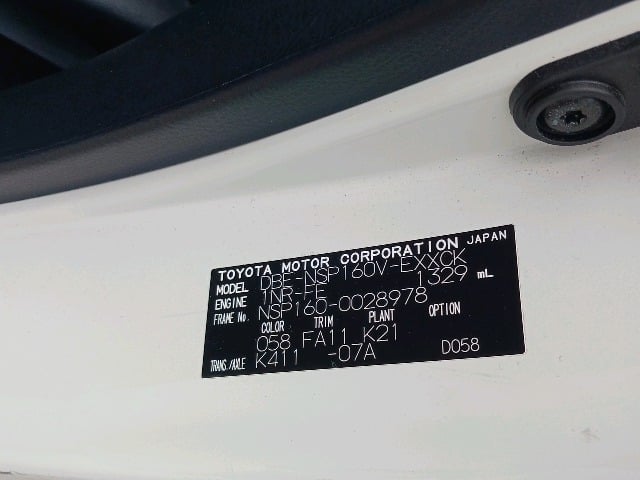 TOYOTA MOTOR CORPORATION JAPAN
MODEL DBE-NSP160V-EXXCK
ENGINE 1NR-FE 1329 mL
FRAME No. NSP160-0028978
COLOR TRIM PLANT OPTION
058 FA11 K21
TRANS./AXLE K411 -07A D058